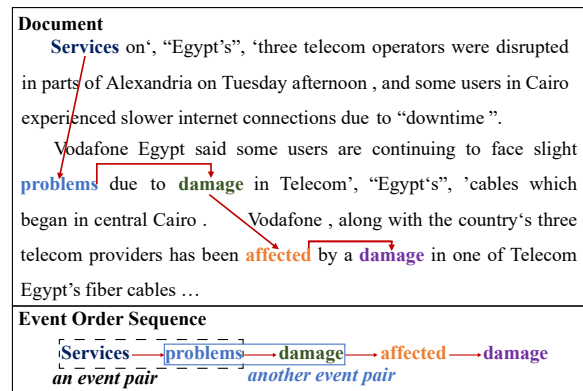 Document
Services on‘, “Egypt’s”, ‘three telecom operators were disrupted
in parts of Alexandria on Tuesday afternoon , and some users in Cairo
experienced slower internet connections due to “downtime ”.
Vodafone Egypt said some users are continuing to face slight
problems due to damage in Telecom’, “Egypt‘s”, ’cables which
began in central Cairo . Vodafone , along with the country‘s three
telecom providers has been affected by a damage in one of Telecom
Egypt’s fiber cables …
Event Order Sequence
Services problems damage affected damage
an event pair another event pair